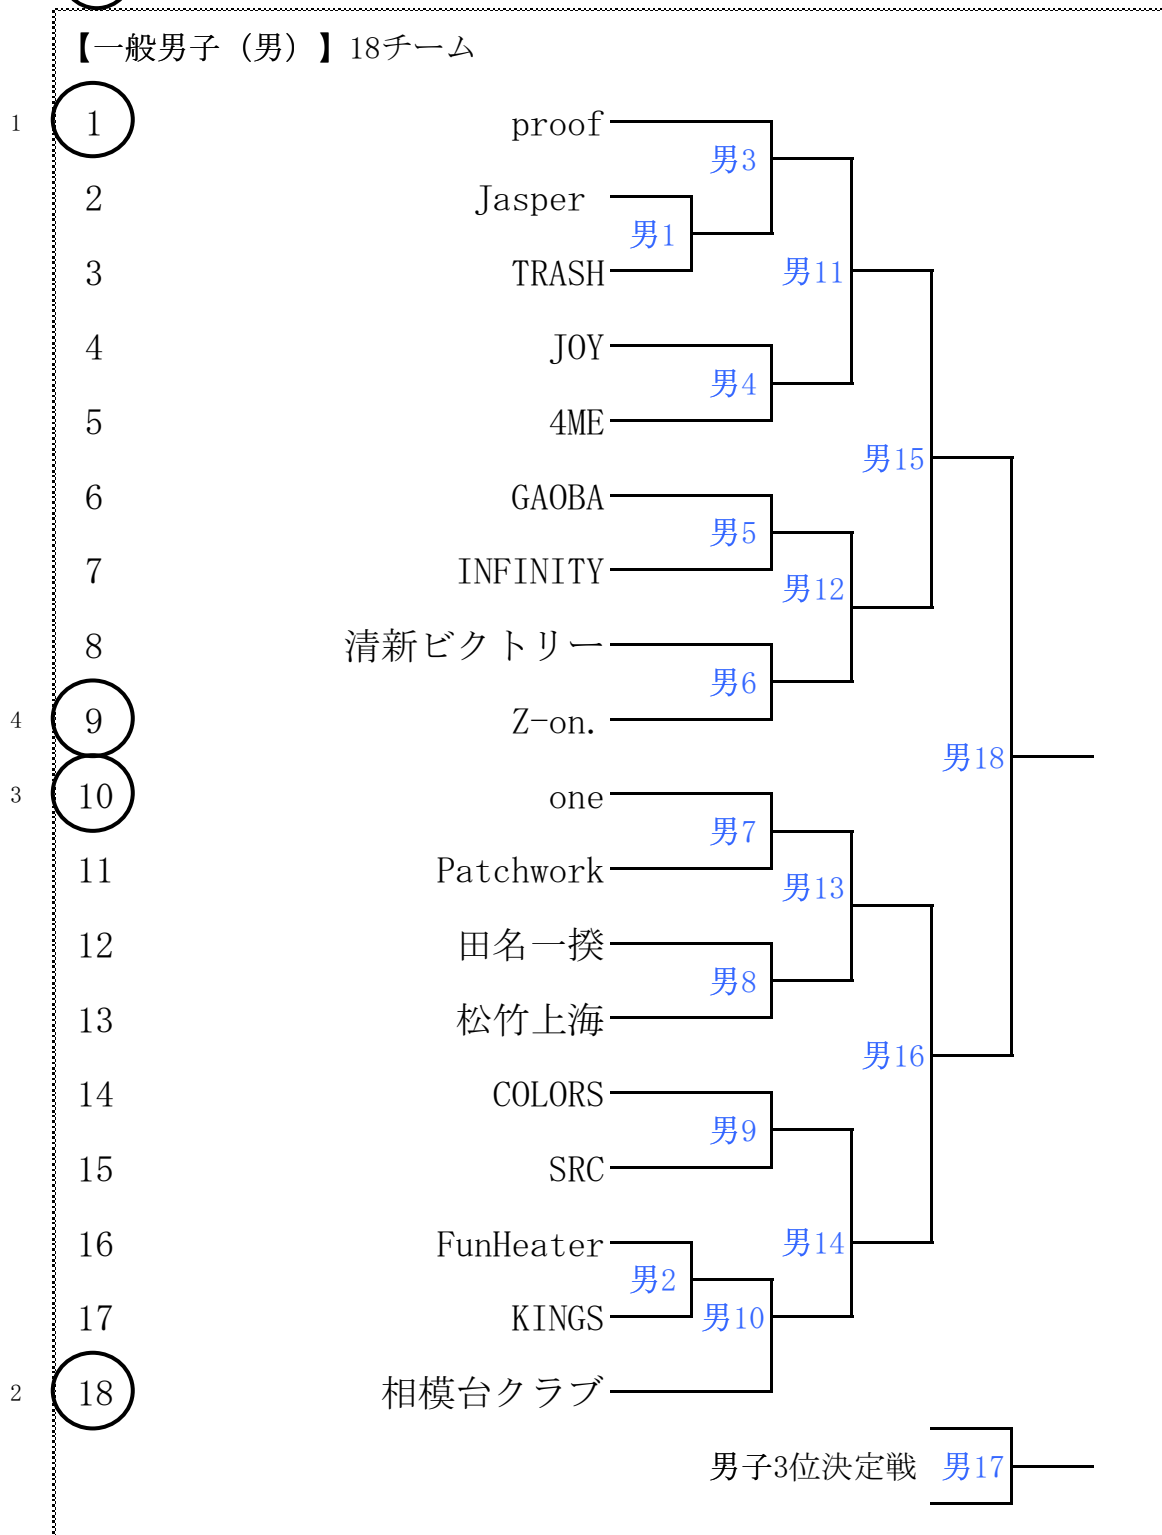 【一般男子（男）】18チーム
1 1 proof
男3
2 Jasper
男1
3 TRASH
男11
4 JOY
男4
5 4ME
男15
6 GAOBA
男5
7 INFINITY
男12
8 清新ビクトリー
男6
4 9 Z-on.
男18
3 10 one
男7
11 Patchwork
男13
12 田名一揆
男8
13 松竹上海
男16
14 COLORS
男9
15 SRC
16 FunHeater 男14
男2
17 KINGS 男10
2 18 相模台クラブ
男子3位決定戦 男17